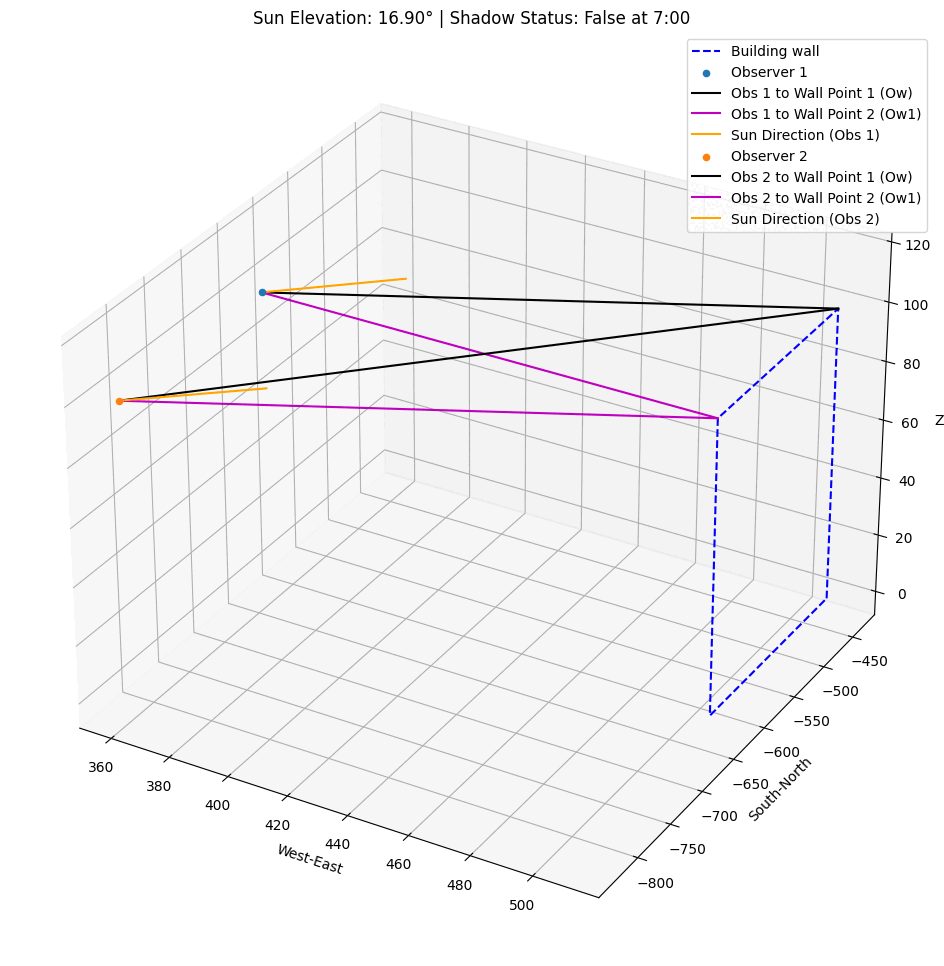 Sun Elevation: 16.90° | Shadow Status: False at 7:00
Building wall
Observer 1
Obs 1 to Wall Point 1 (Ow)
Obs 1 to Wall Point 2 (Ow1)
Sun Direction (Obs 1)
Observer 2
Obs 2 to Wall Point 1 (Ow)
Obs 2 to Wall Point 2 (Ow1)
Sun Direction (Obs 2)
120
100
80
Z
60
40
20
0
−450
−500
−550
−600
−650
−700
−750
−800
South-North
360
380
400
420
440
460
480
500
West-East